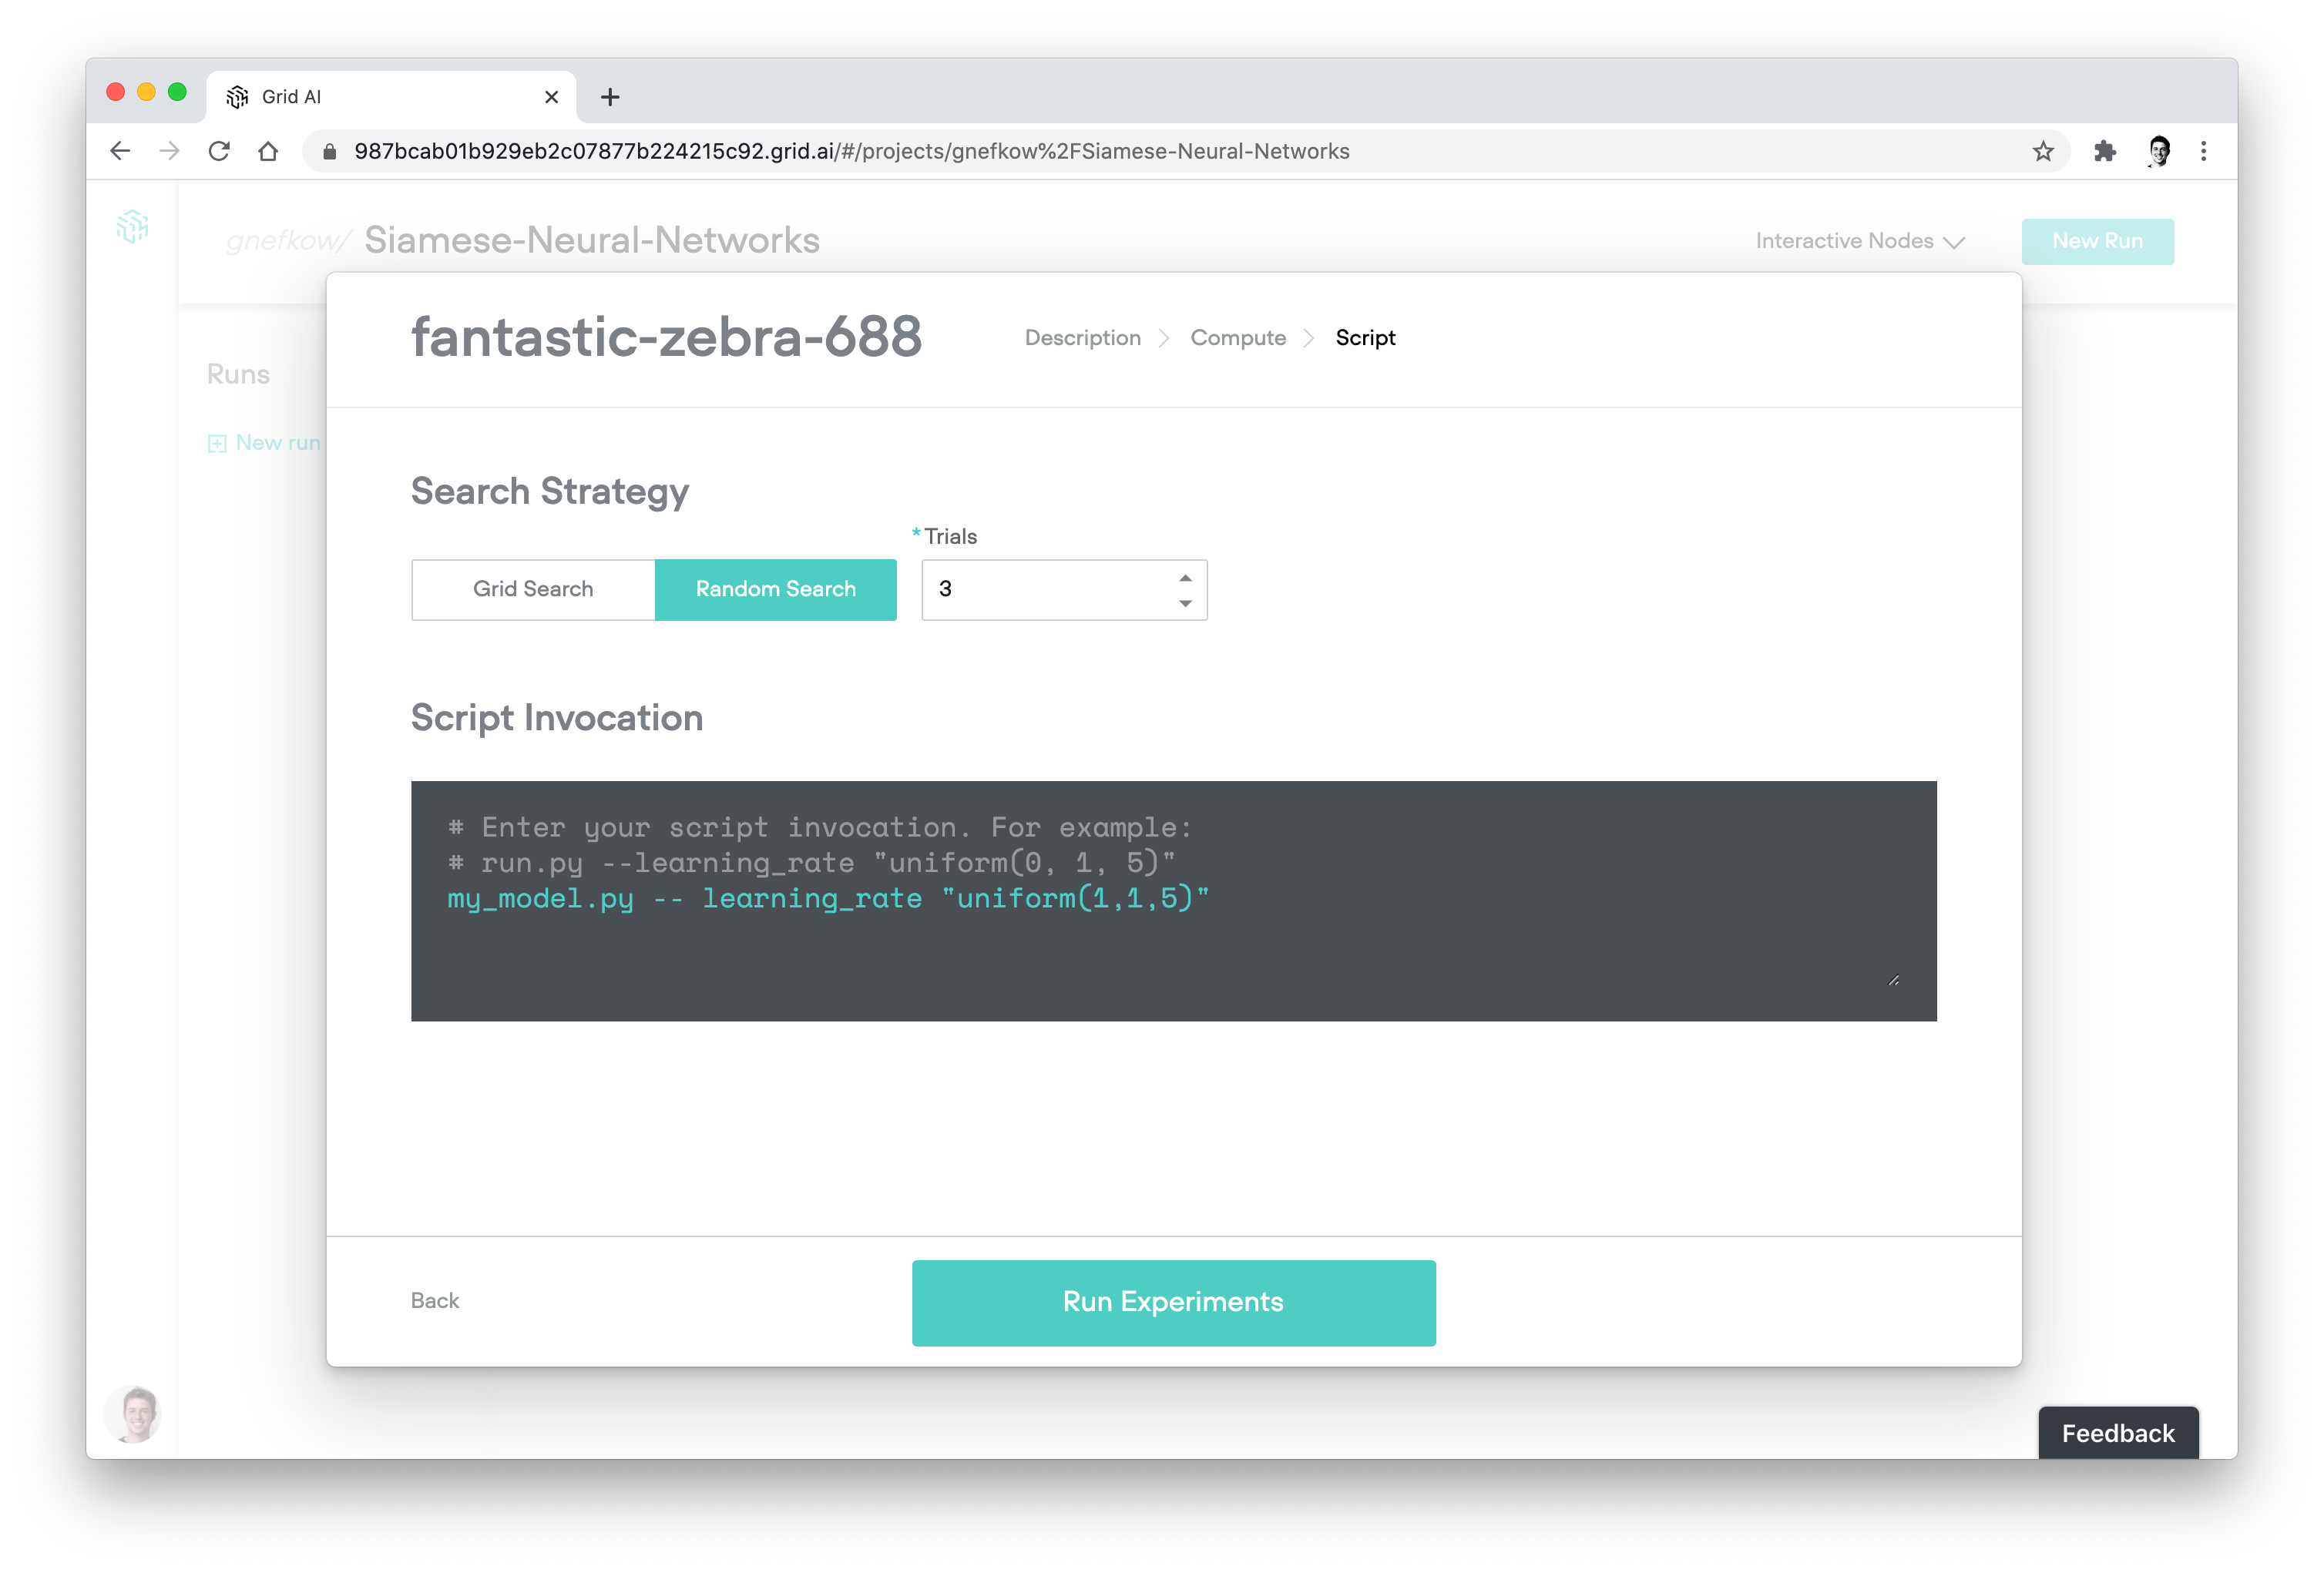 Grid AI
987bcab01b929eb2c07877b224215c92.grid.ai/#/projects/gnefkow%2FSiamese-Neural-Networks
gnefkow/ Siamese-Neural-Networks
Interactive Nodes
New Run
Runs
New run
fantastic-zebra-688
Description
Compute
Script
Search Strategy
*Trials
Grid Search
Random Search
3
Script Invocation
# Enter your script invocation. For example:
# run.py --learning_rate "uniform(0, 1, 5)"
my_model.py -- learning_rate "uniform(1,1,5)"
Back
Run Experiments
Feedback